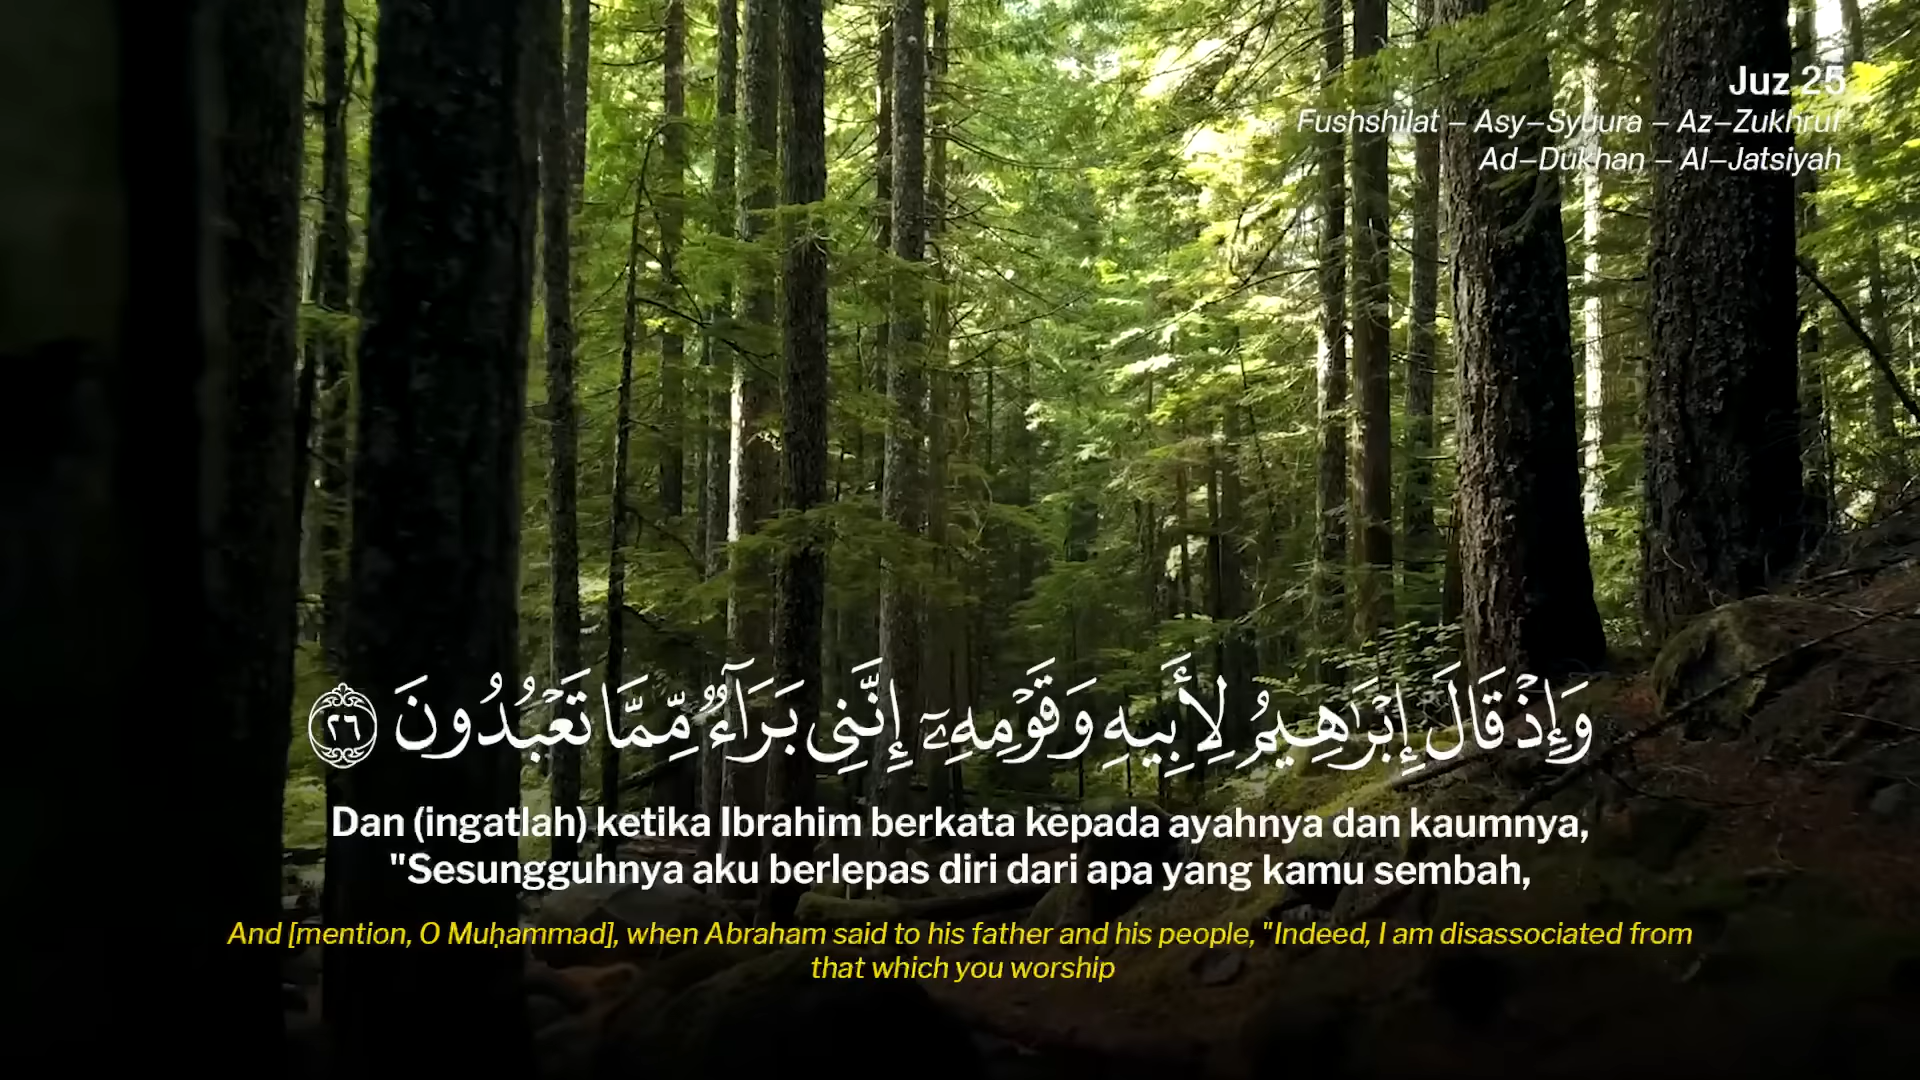 Juz 25
Fushshilat – Asy–Syuura – Az–Zukhruf
Ad–Dukhan – Al–Jatsiyah
وَإِذْ قَالَ إِبْرَٰهِيمُ لِأَبِيهِ وَقَوْمِهِۦٓ إِنَّنِى بَرَآءٌ مِّمَّا تَعْبُدُونَ ٢٦
Dan (ingatlah) ketika Ibrahim berkata kepada ayahnya dan kaumnya,
"Sesungguhnya aku berlepas diri dari apa yang kamu sembah,
And [mention, O Muḥammad], when Abraham said to his father and his people, "Indeed, I am disassociated from
that which you worship